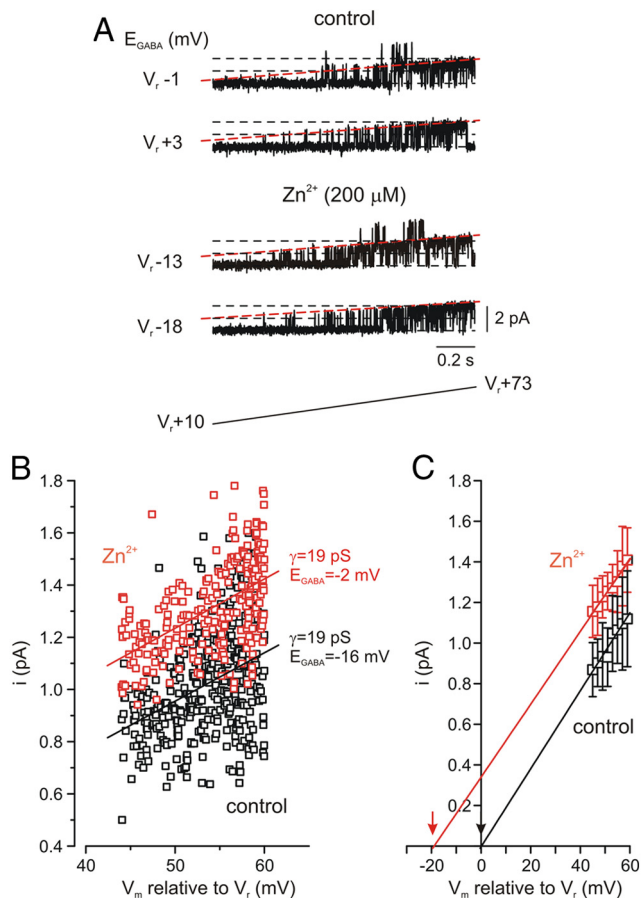 A
control
E_GABA (mV)
V_r -1
V_r+3
Zn²⁺ (200 μM)
V_r-13
V_r-18
2 pA
0.2 s
V_r+10
V_r+73
B
1.8
1.6
1.4
1.2
1.0
0.8
0.6
0.4
i (pA)
Zn²⁺
γ=19 pS
E_GABA=-2 mV
γ=19 pS
E_GABA=-16 mV
control
40
50
60
V_m relative to V_r (mV)
C
1.8
1.6
1.4
1.2
1.0
0.8
0.6
0.4
0.2
i (pA)
Zn²⁺
control
-20
0
20
40
60
V_m relative to V_r (mV)